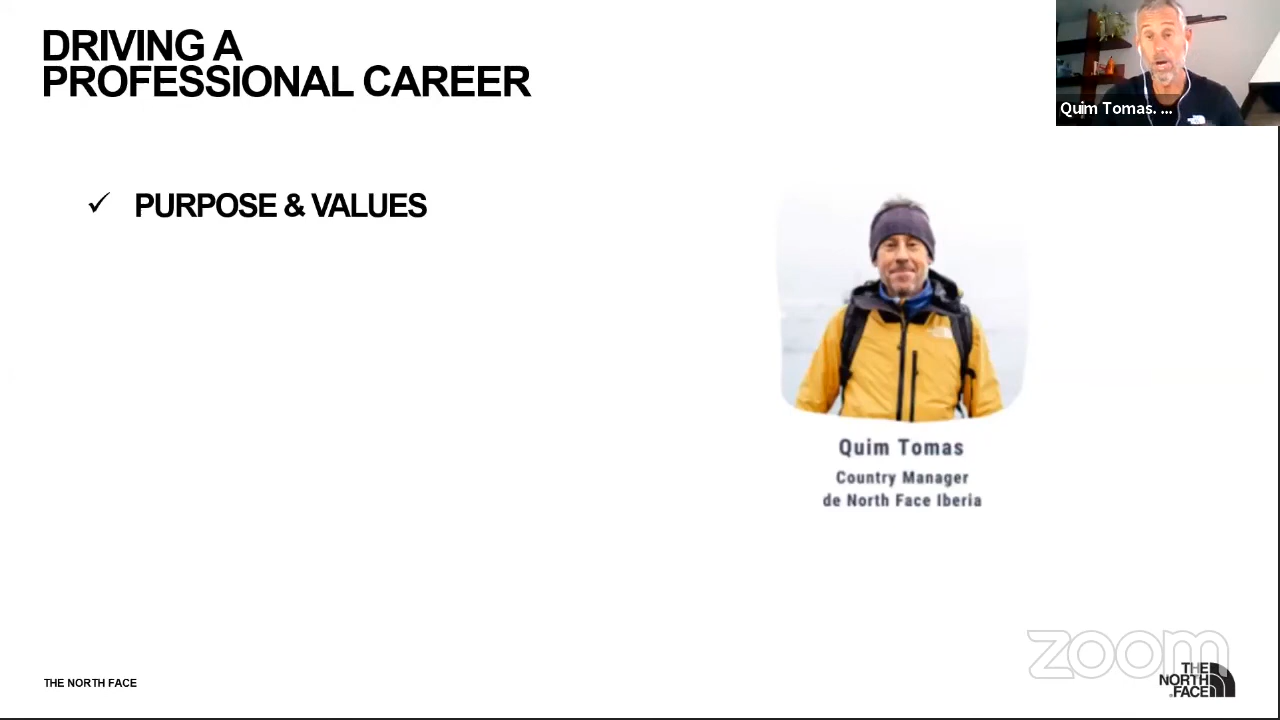 DRIVING A
PROFESSIONAL CAREER
Quim Tomas. ...
✓ PURPOSE & VALUES
Quim Tomas
Country Manager
de North Face Iberia
zoom
THE NORTH FACE
THE
NORTH
FACE